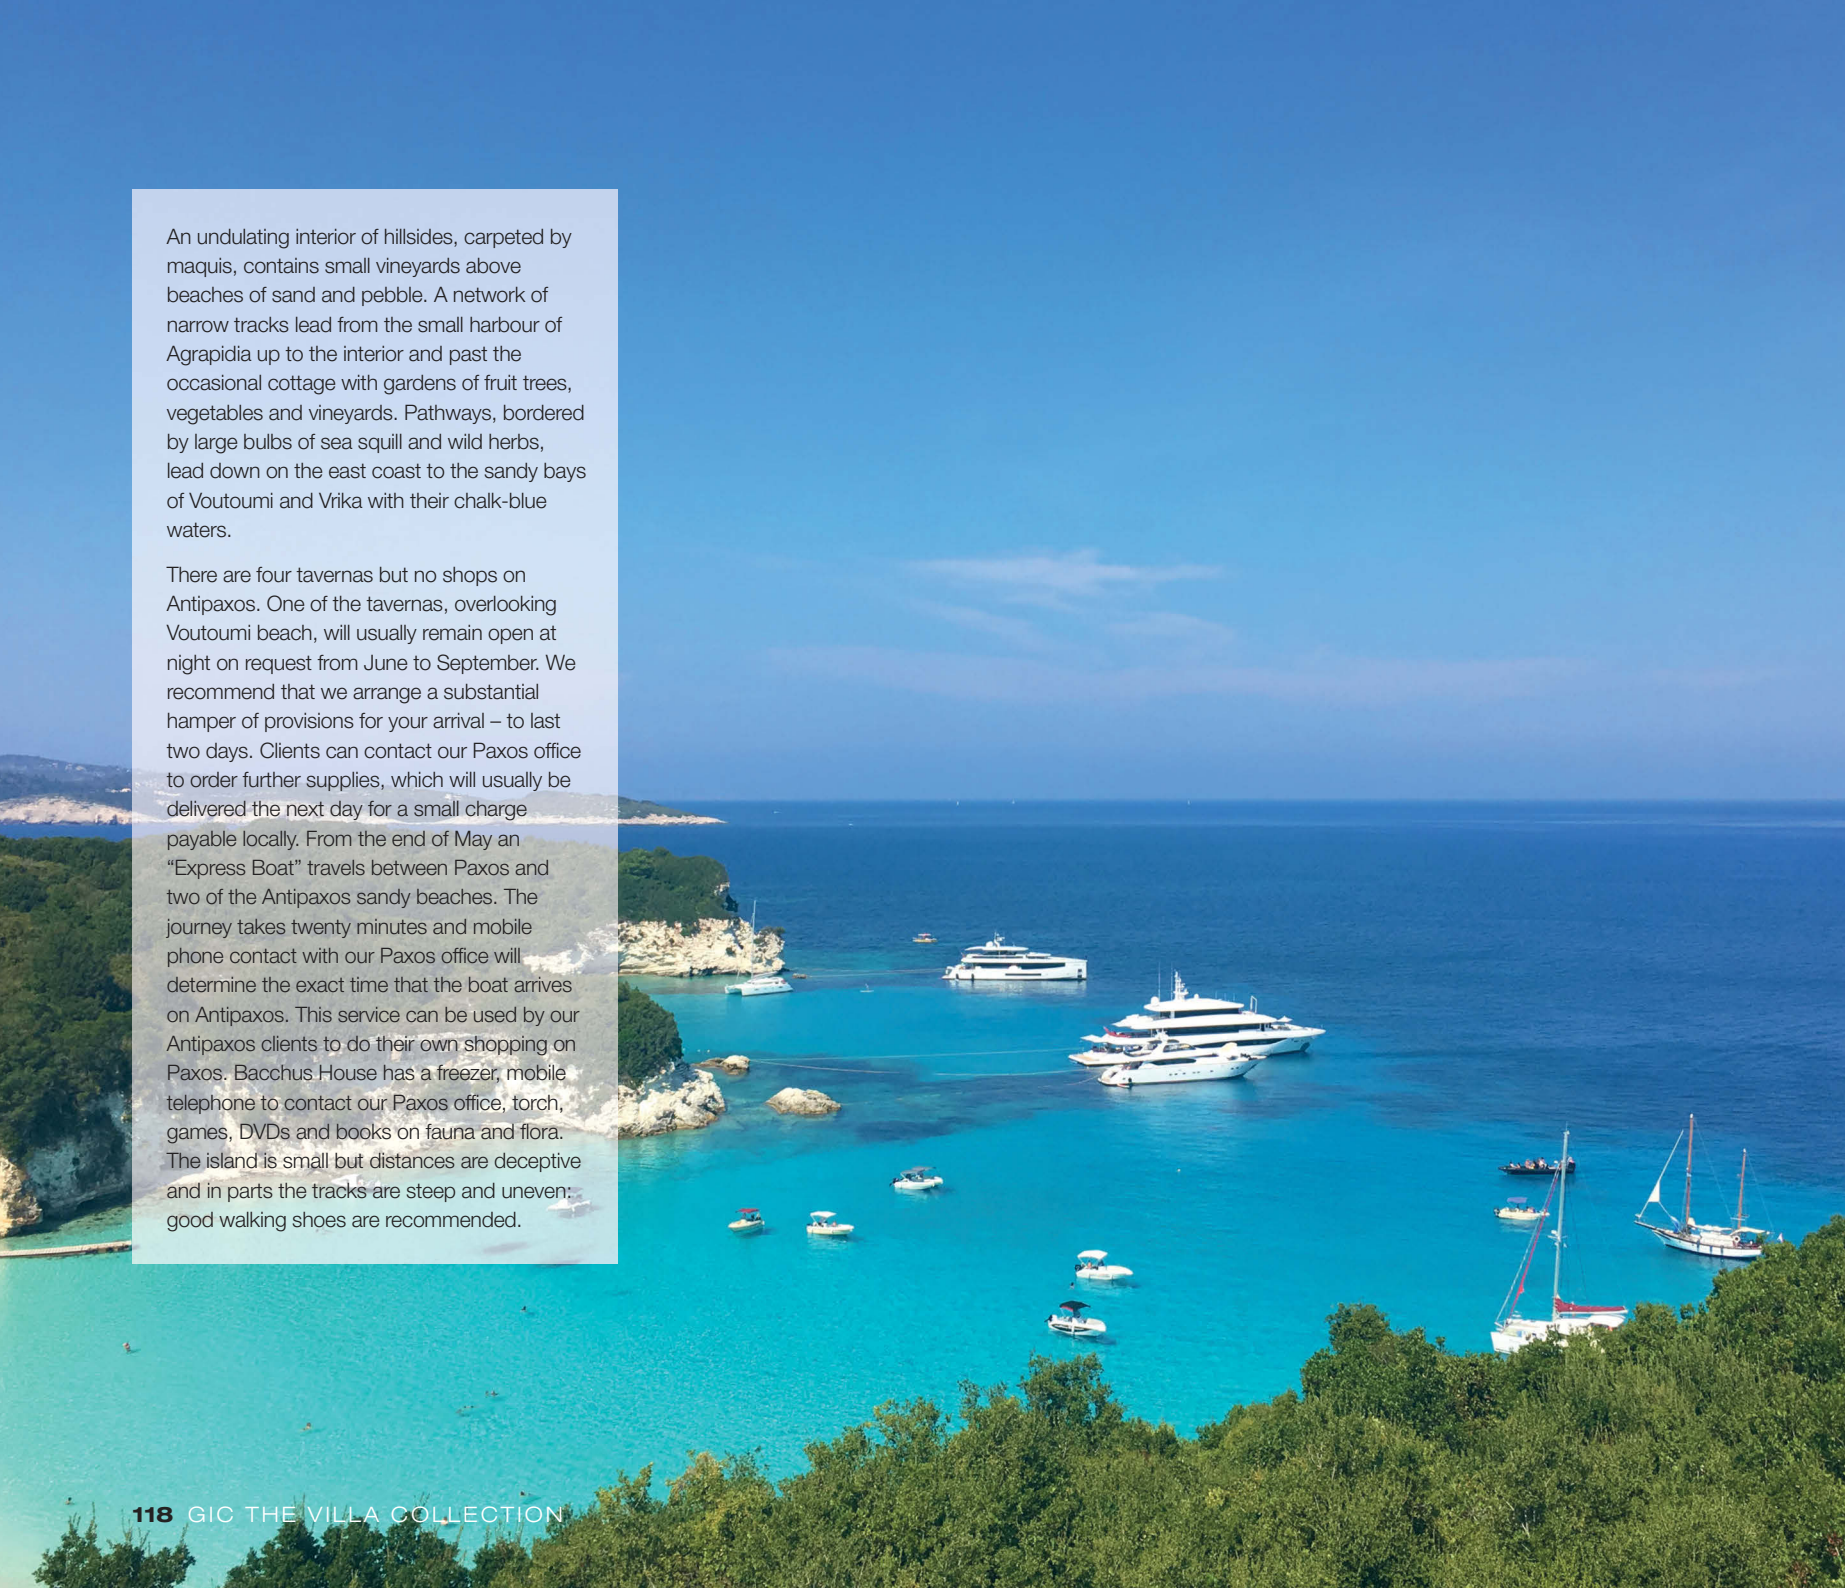 An undulating interior of hillsides, carpeted by
maquis, contains small vineyards above
beaches of sand and pebble. A network of
narrow tracks lead from the small harbour of
Agrapidia up to the interior and past the
occasional cottage with gardens of fruit trees,
vegetables and vineyards. Pathways, bordered
by large bulbs of sea squill and wild herbs,
lead down on the east coast to the sandy bays
of Voutoumi and Vrika with their chalk-blue
waters.
There are four tavernas but no shops on
Antipaxos. One of the tavernas, overlooking
Voutoumi beach, will usually remain open at
night on request from June to September. We
recommend that we arrange a substantial
hamper of provisions for your arrival – to last
two days. Clients can contact our Paxos office
to order further supplies, which will usually be
delivered the next day for a small charge
payable locally. From the end of May an
“Express Boat” travels between Paxos and
two of the Antipaxos sandy beaches. The
journey takes twenty minutes and mobile
phone contact with our Paxos office will
determine the exact time that the boat arrives
on Antipaxos. This service can be used by our
Antipaxos clients to do their own shopping on
Paxos. Bacchus House has a freezer, mobile
telephone to contact our Paxos office, torch,
games, DVDs and books on fauna and flora.
The island is small but distances are deceptive
and in parts the tracks are steep and uneven:
good walking shoes are recommended.
118 GIC THE VILLA COLLECTION